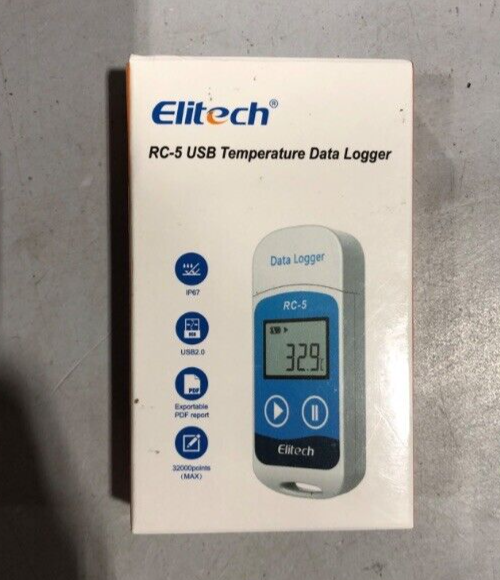 Elitech®
RC-5 USB Temperature Data Logger
Data Logger
RC-5
32.9
Elitech
IP67
USB2.0
PDF
Exportable
PDF report
32000points
(MAX)